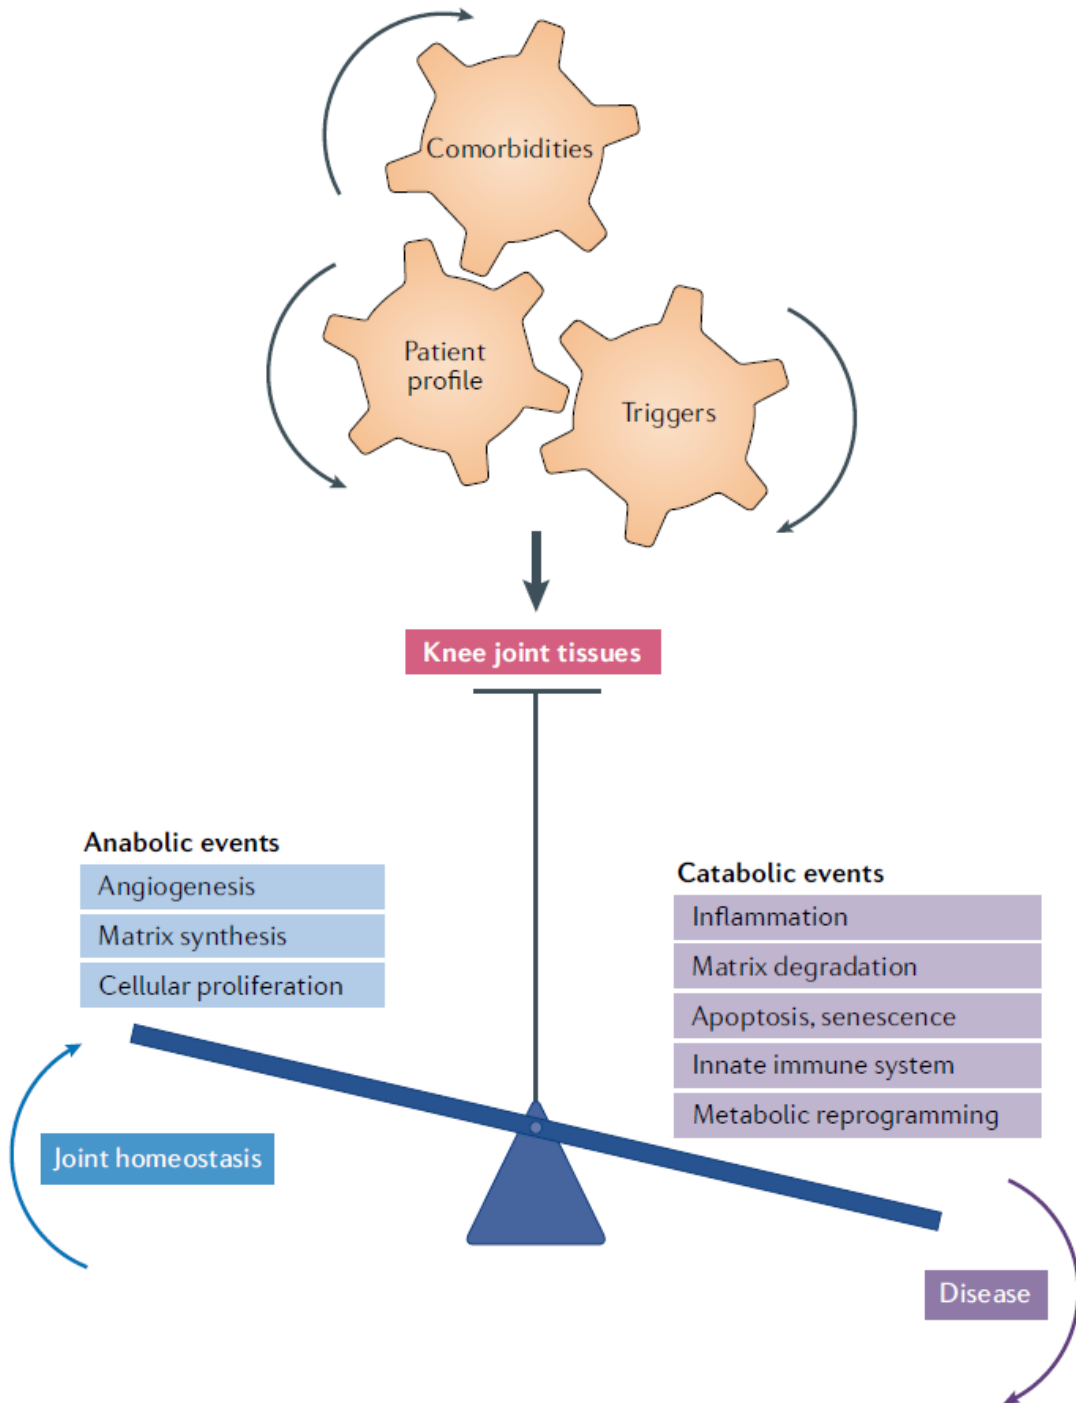 Comorbidities
Patient
profile
Triggers
Knee joint tissues
Anabolic events
Angiogenesis
Matrix synthesis
Cellular proliferation
Catabolic events
Inflammation
Matrix degradation
Apoptosis, senescence
Innate immune system
Metabolic reprogramming
Joint homeostasis
Disease